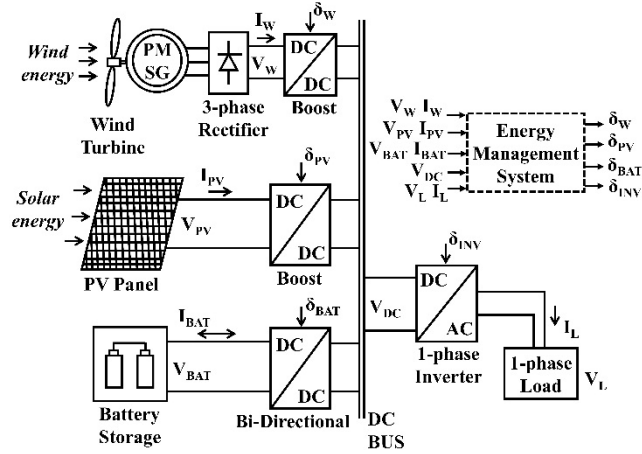 Wind
energy
PM
SG
I_W
V_W
δ_W
DC
DC
3-phase
Rectifier
Boost
Wind
Turbine
V_W I_W
V_PV I_PV
V_BAT I_BAT
V_DC
V_L I_L
Energy
Management
System
δ_W
δ_PV
δ_BAT
δ_INV
Solar
energy
I_PV
V_PV
δ_PV
DC
DC
PV Panel
Boost
I_BAT
V_BAT
δ_BAT
DC
DC
Battery
Storage
Bi-Directional
DC
BUS
V_DC
δ_INV
DC
AC
1-phase
Inverter
I_L
1-phase
Load
V_L